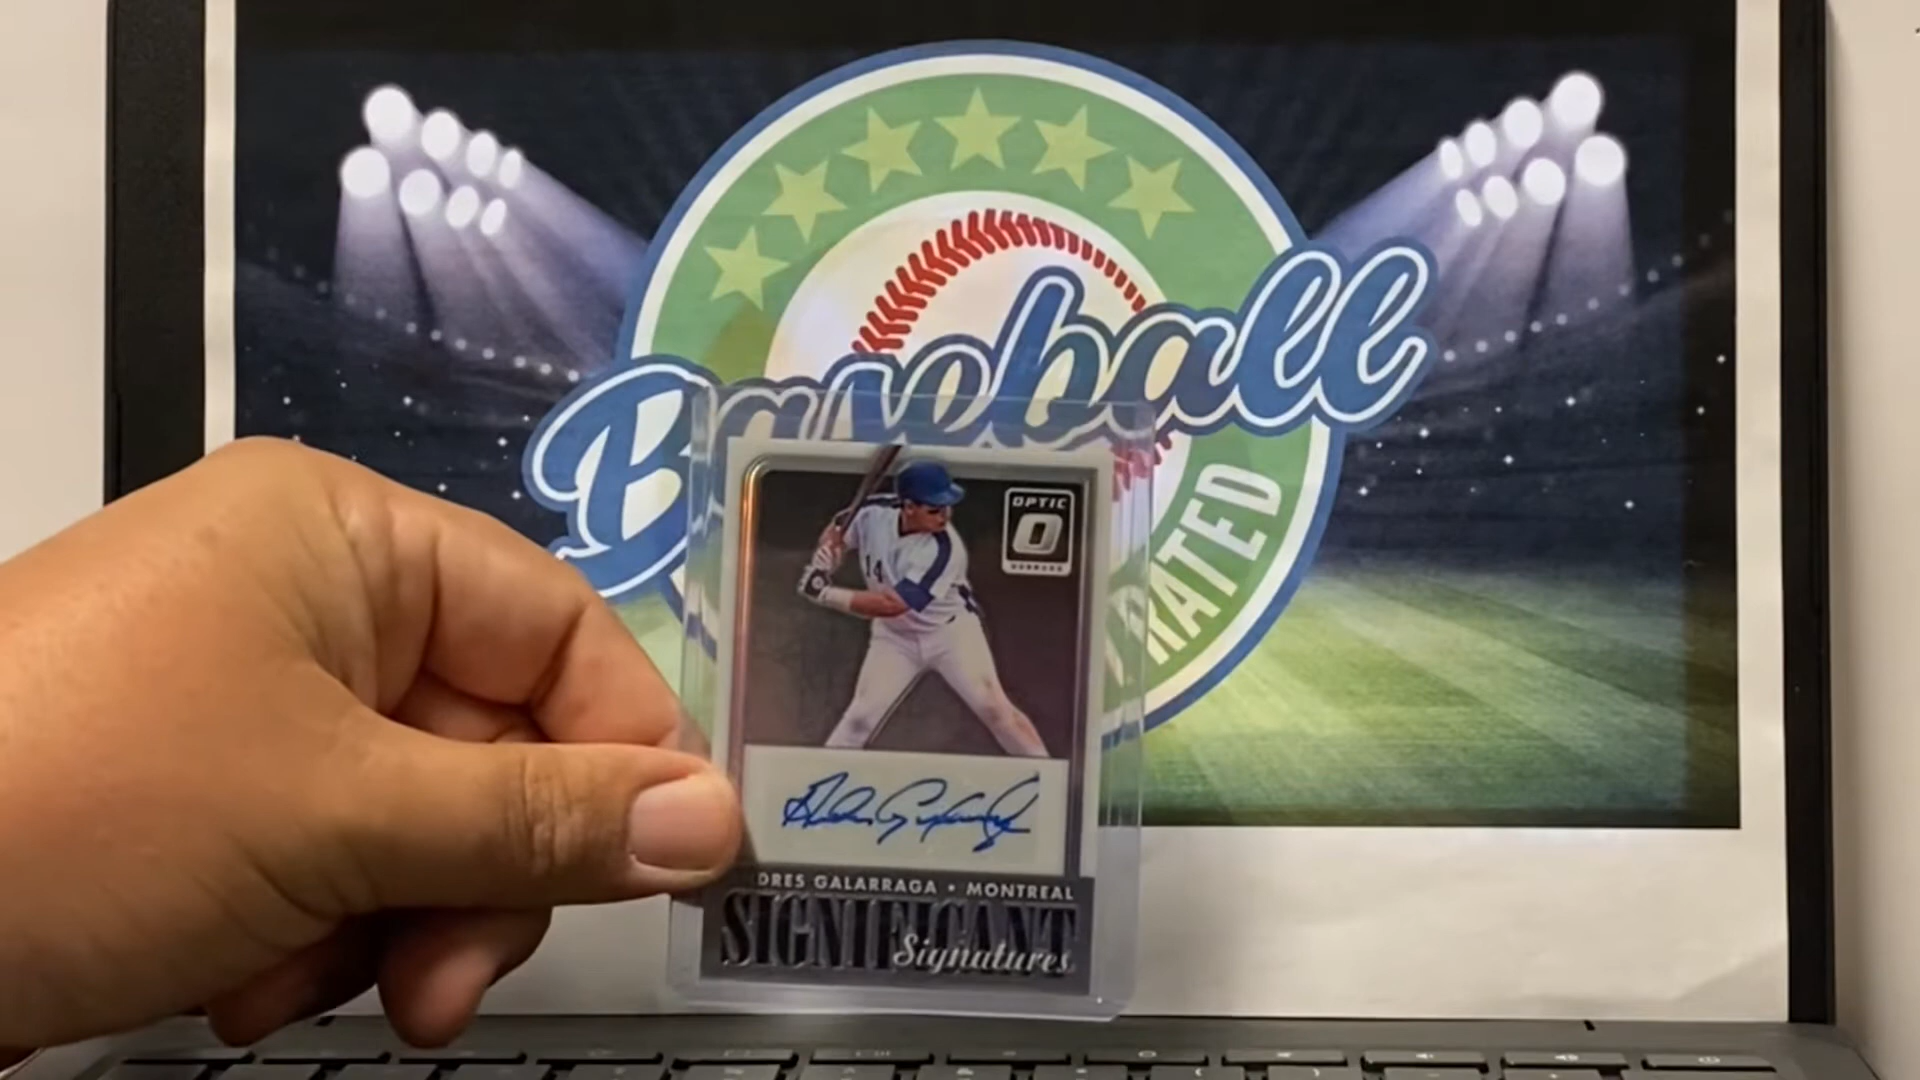 Baseball
RATED
OPTIC
O
DONRUSS
14
DRES GALARRAGA • MONTREAL
SIGNIFICANT
Signatures